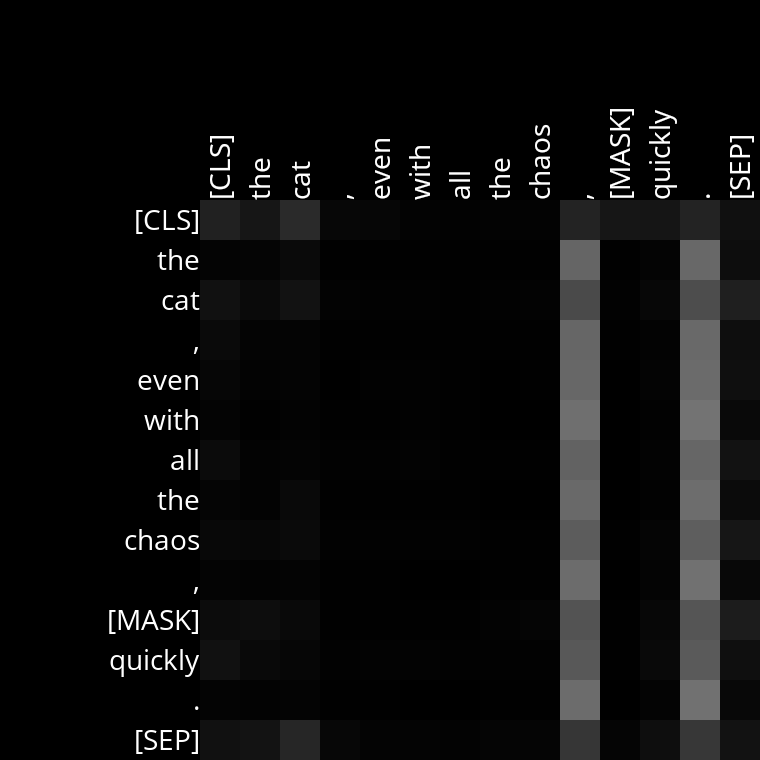 [CLS] the cat , even with all the chaos , [MASK] quickly . [SEP]
[CLS]
the
cat
,
even
with
all
the
chaos
,
[MASK]
quickly
.
[SEP]